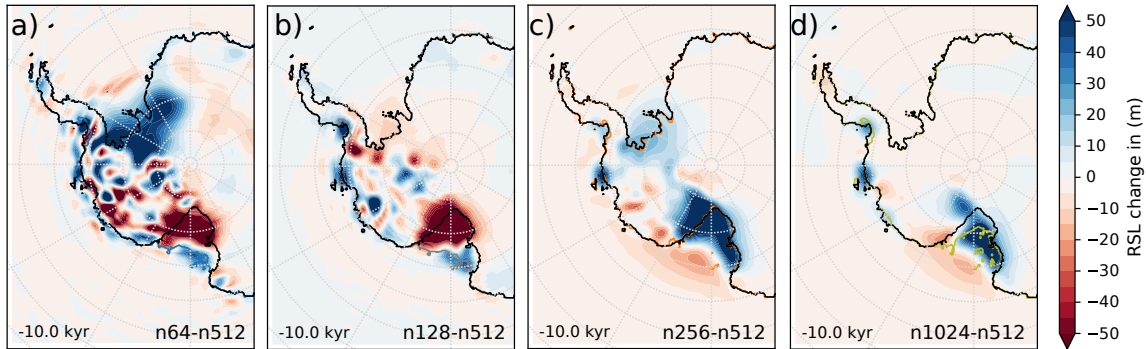 a)
b)
c)
d)
-10.0 kyr
n64-n512
-10.0 kyr
n128-n512
-10.0 kyr
n256-n512
-10.0 kyr
n1024-n512
50
40
30
20
10
0
−10
−20
−30
−40
−50
RSL change in (m)